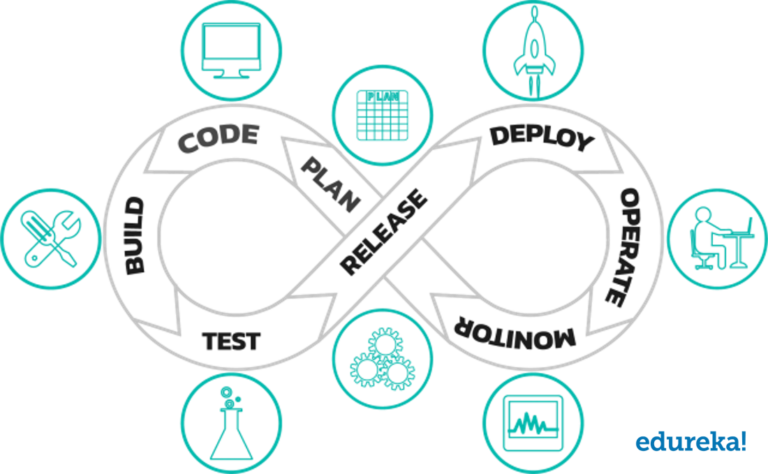 PLAN
CODE
DEPLOY
PLAN
RELEASE
BUILD
OPERATE
TEST
MONITOR
edureka!